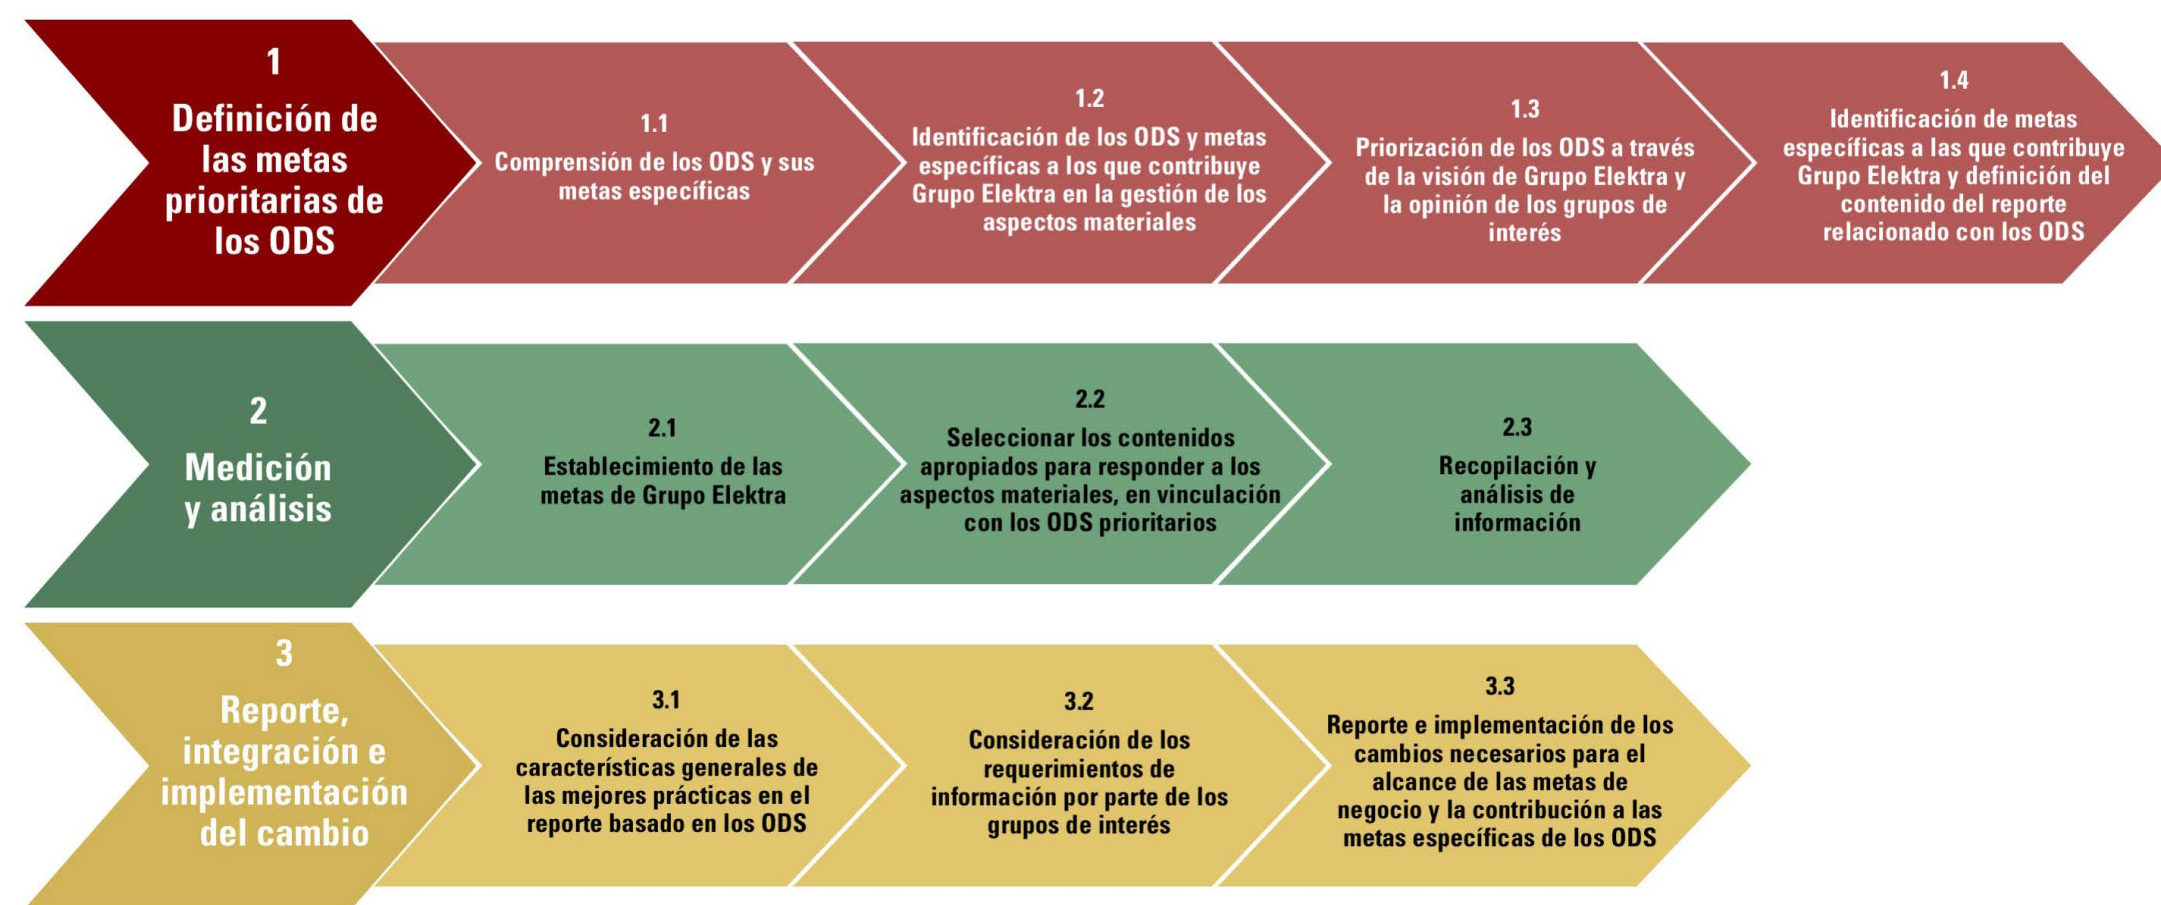 1
Definición de
las metas
prioritarias de
los ODS
1.1
Comprensión de los ODS y sus
metas específicas
1.2
Identificación de los ODS y metas
específicas a los que contribuye
Grupo Elektra en la gestión de los
aspectos materiales
1.3
Priorización de los ODS a través
de la visión de Grupo Elektra y
la opinión de los grupos de
interés
1.4
Identificación de metas
específicas a las que contribuye
Grupo Elektra y definición del
contenido del reporte
relacionado con los ODS
2
Medición
y análisis
2.1
Establecimiento de las
metas de Grupo Elektra
2.2
Seleccionar los contenidos
apropiados para responder a los
aspectos materiales, en vinculación
con los ODS prioritarios
2.3
Recopilación y
análisis de
información
3
Reporte,
integración e
implementación
del cambio
3.1
Consideración de las
características generales de
las mejores prácticas en el
reporte basado en los ODS
3.2
Consideración de los
requerimientos de
información por parte de los
grupos de interés
3.3
Reporte e implementación de los
cambios necesarios para el
alcance de las metas de
negocio y la contribución a las
metas específicas de los ODS